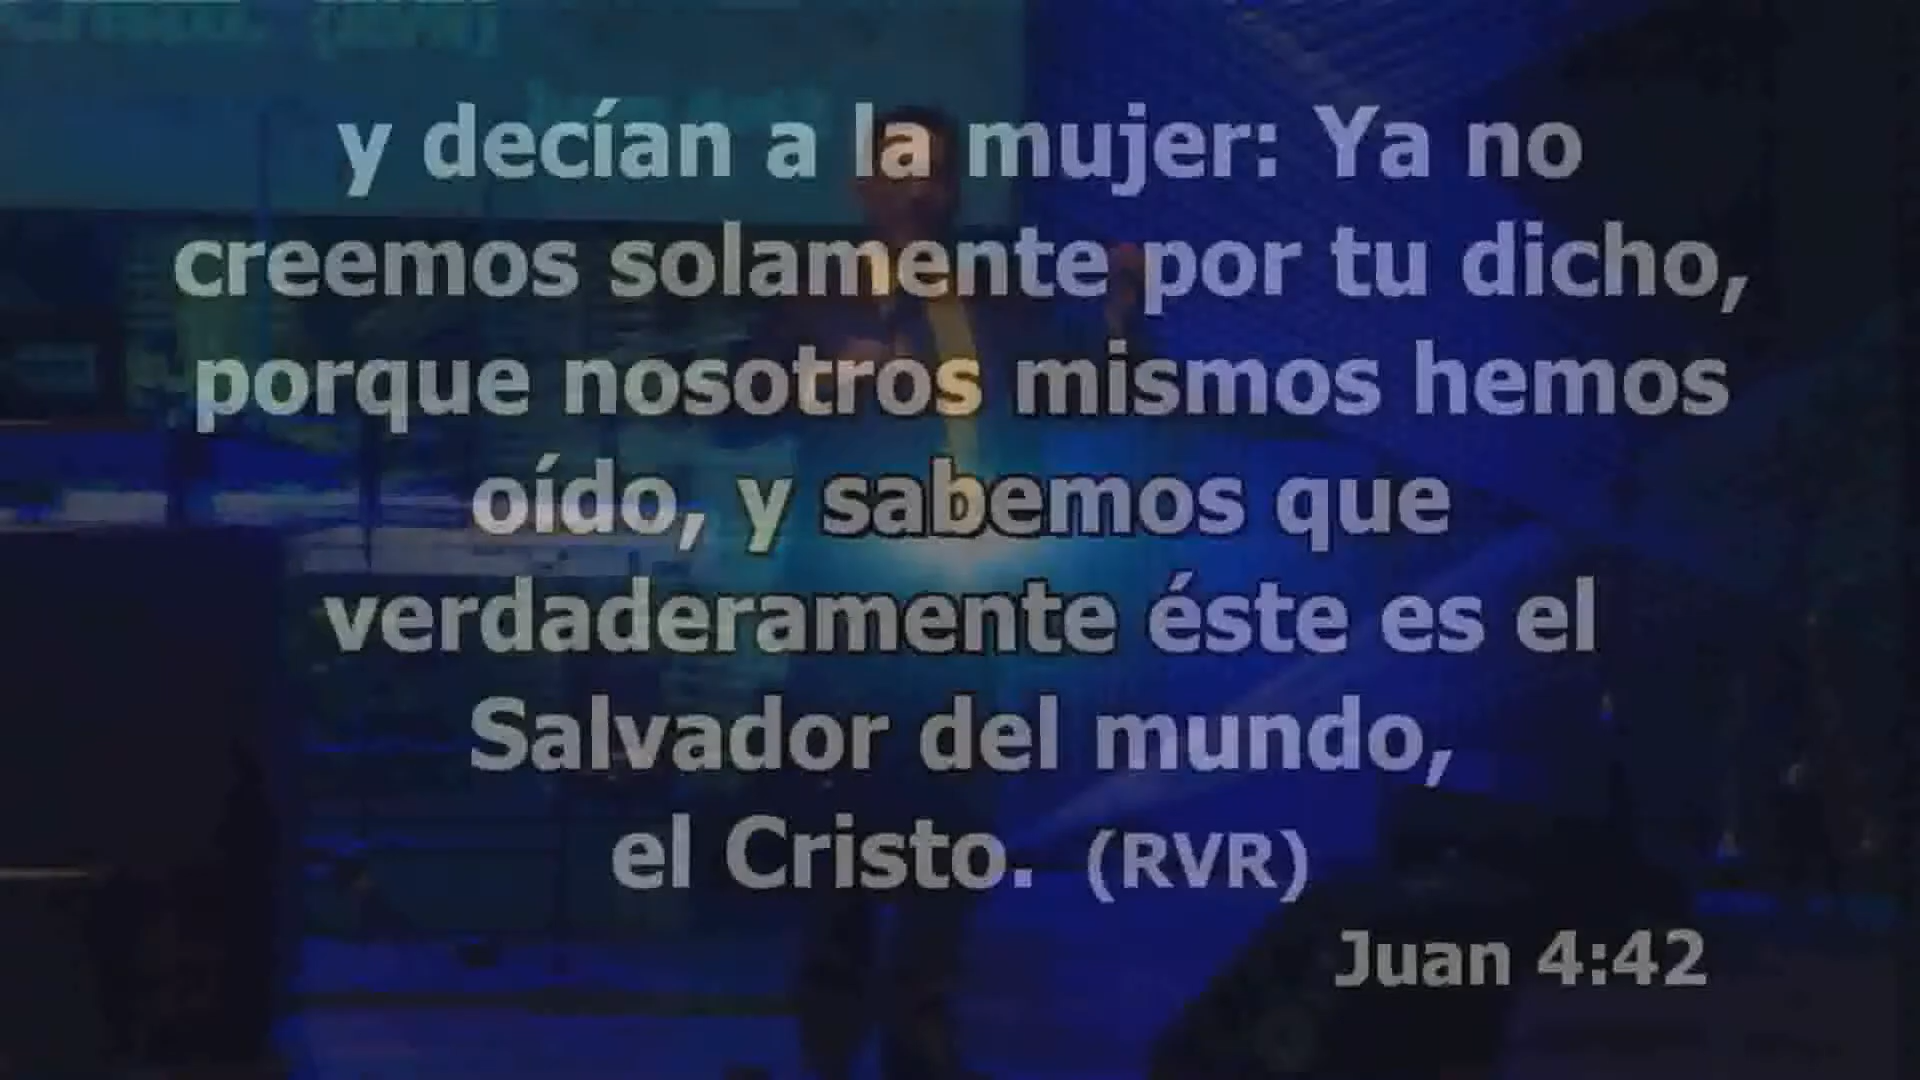 y decían a la mujer: Ya no
creemos solamente por tu dicho,
porque nosotros mismos hemos
oído, y sabemos que
verdaderamente éste es el
Salvador del mundo,
el Cristo. (RVR)
Juan 4:42